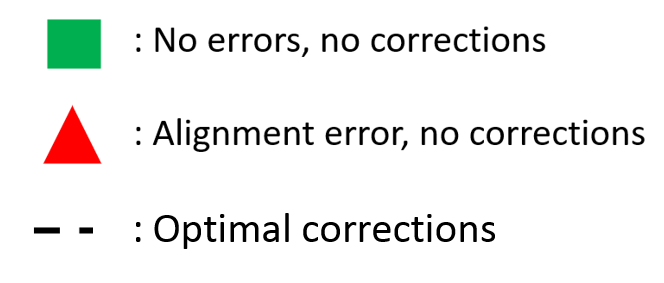 : No errors, no corrections
: Alignment error, no corrections
: Optimal corrections